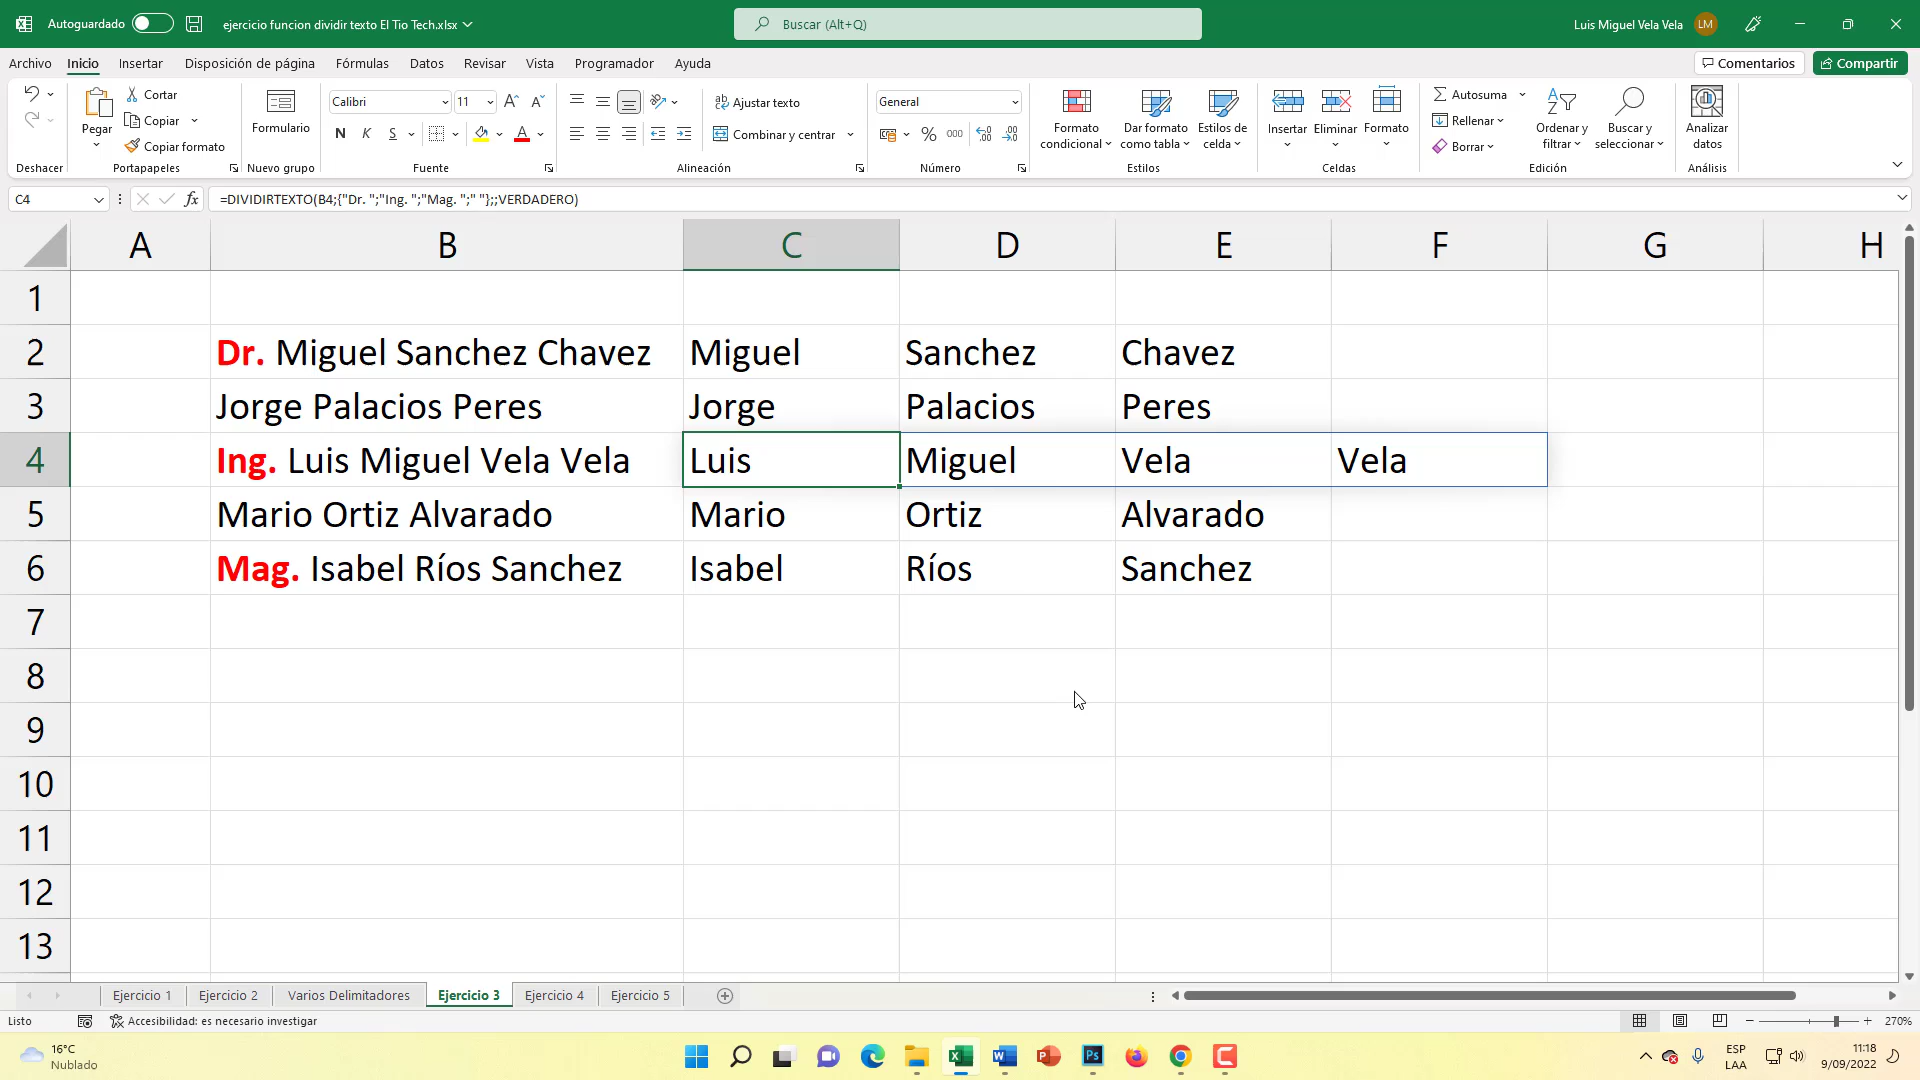 Autoguardado ejercicio funcion dividir texto El Tio Tech.xlsx Buscar (Alt+Q) Luis Miguel Vela Vela LM
Archivo Inicio Insertar Disposición de página Fórmulas Datos Revisar Vista Programador Ayuda Comentarios Compartir
Pegar Cortar Copiar Copiar formato Formulario Calibri 11 N K S Ajustar texto Combinar y centrar General % 000
Formato condicional Dar formato como tabla Estilos de celda Insertar Eliminar Formato Autosuma Rellenar Borrar Ordenar y filtrar Buscar y seleccionar Analizar datos
Deshacer Portapapeles Nuevo grupo Fuente Alineación Número Estilos Celdas Edición Análisis
C4 fx =DIVIDIRTEXTO(B4;{"Dr. ";"Ing. ";"Mag. ";" "};;VERDADERO)
A B C D E F G H
1
2 Dr. Miguel Sanchez Chavez Miguel Sanchez Chavez
3 Jorge Palacios Peres Jorge Palacios Peres
4 Ing. Luis Miguel Vela Vela Luis Miguel Vela Vela
5 Mario Ortiz Alvarado Mario Ortiz Alvarado
6 Mag. Isabel Ríos Sanchez Isabel Ríos Sanchez
7
8
9
10
11
12
13
Ejercicio 1 Ejercicio 2 Varios Delimitadores Ejercicio 3 Ejercicio 4 Ejercicio 5
Listo Accesibilidad: es necesario investigar 270%
16°C ESP 11:18
Nublado LAA 9/09/2022